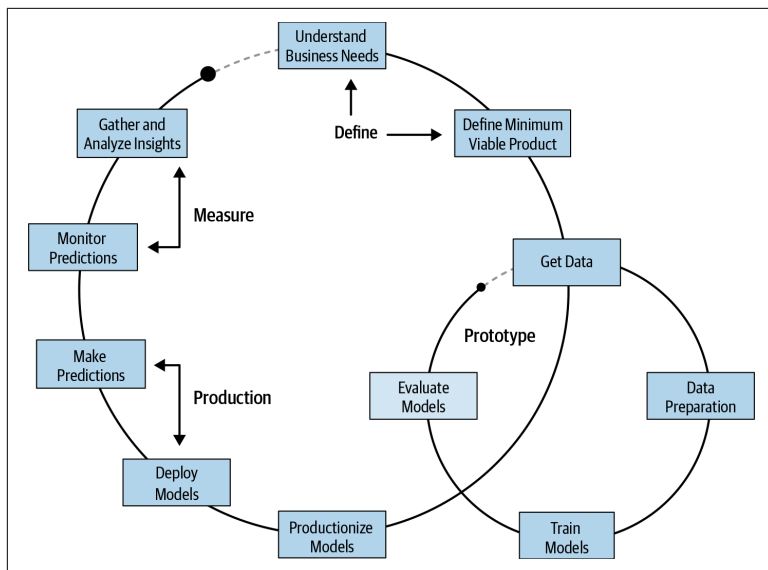 Understand
Business Needs
Gather and
Analyze Insights
Define
Define Minimum
Viable Product
Measure
Monitor
Predictions
Get Data
Prototype
Make
Predictions
Production
Evaluate
Models
Data
Preparation
Deploy
Models
Productionize
Models
Train
Models